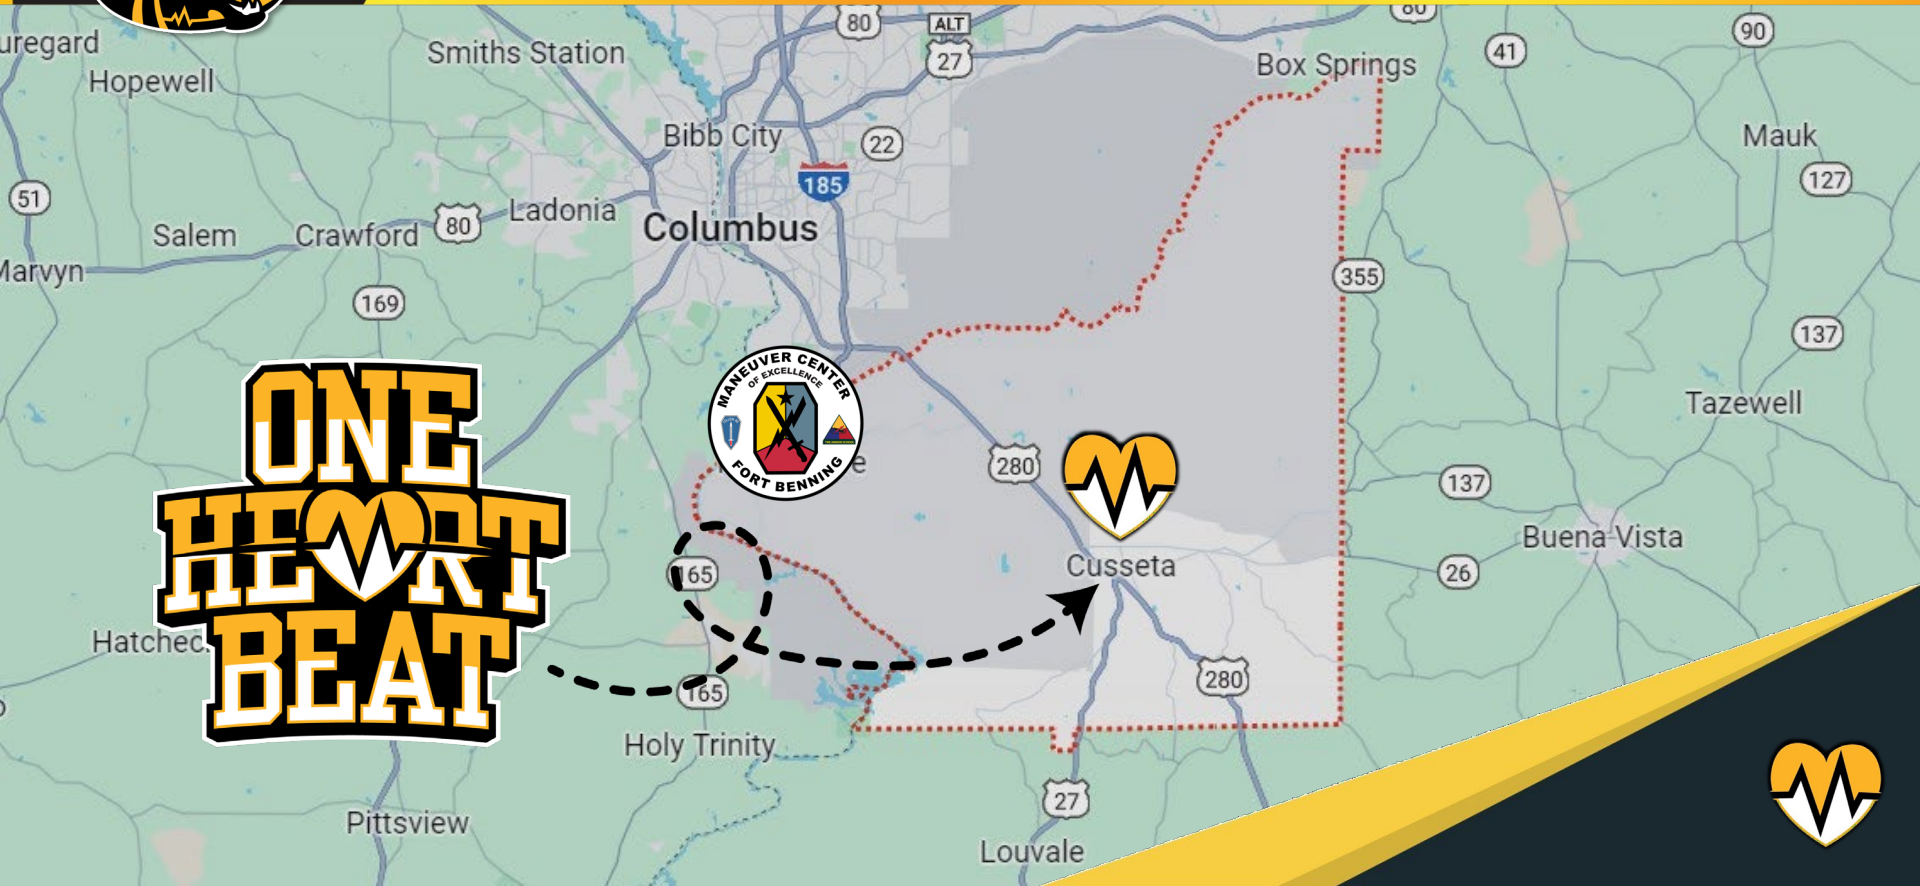 80
ALT
27
80
41
90
uregard
Smiths Station
Hopewell
Box Springs
Bibb City
22
Mauk
127
185
51
Ladonia
Salem
Crawford
80
Columbus
Marvyn
355
169
137
MANEUVER CENTER
OF EXCELLENCE
FORT BENNING
e
Tazewell
ONE
HEART
BEAT
280
137
Buena Vista
165
Cusseta
26
Hatchec
165
280
Holy Trinity
27
Pittsview
Louvale